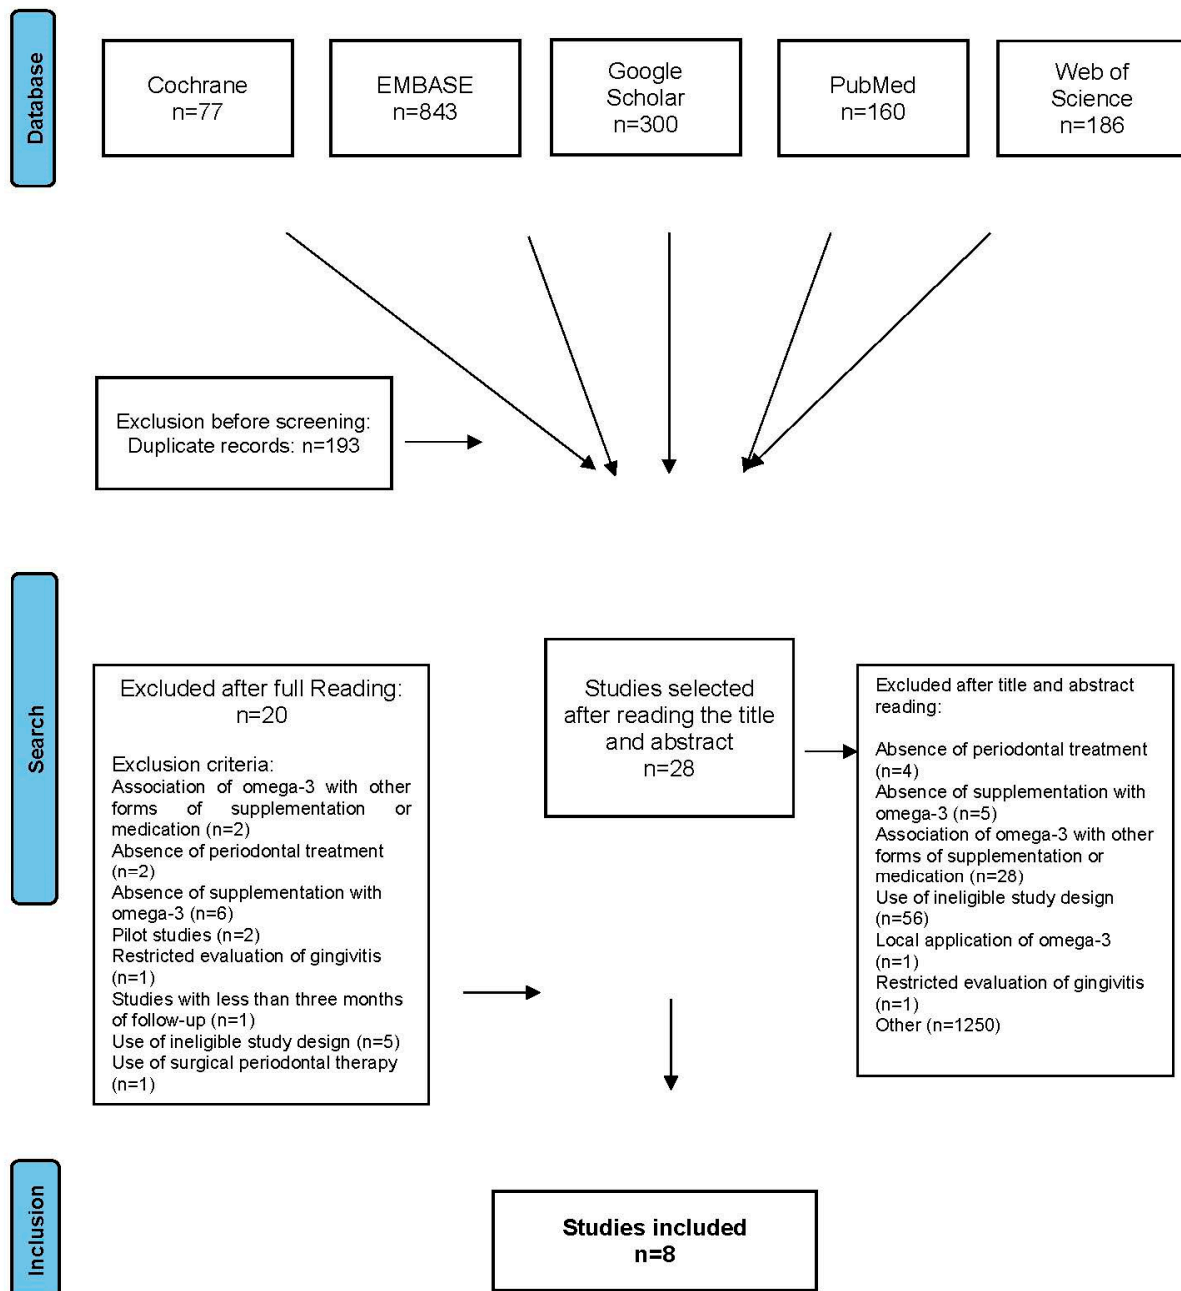 Database
Cochrane
n=77
EMBASE
n=843
Google
Scholar
n=300
PubMed
n=160
Web of
Science
n=186
Exclusion before screening:
Duplicate records: n=193
Search
Excluded after full Reading:
n=20
Exclusion criteria:
Association of omega-3 with other
forms of supplementation or
medication (n=2)
Absence of periodontal treatment
(n=2)
Absence of supplementation with
omega-3 (n=6)
Pilot studies (n=2)
Restricted evaluation of gingivitis
(n=1)
Studies with less than three months
of follow-up (n=1)
Use of ineligible study design (n=5)
Use of surgical periodontal therapy
(n=1)
Studies selected
after reading the title
and abstract
n=28
Excluded after title and abstract
reading:
Absence of periodontal treatment
(n=4)
Absence of supplementation with
omega-3 (n=5)
Association of omega-3 with other
forms of supplementation or
medication (n=28)
Use of ineligible study design
(n=56)
Local application of omega-3
(n=1)
Restricted evaluation of gingivitis
(n=1)
Other (n=1250)
Inclusion
Studies included
n=8